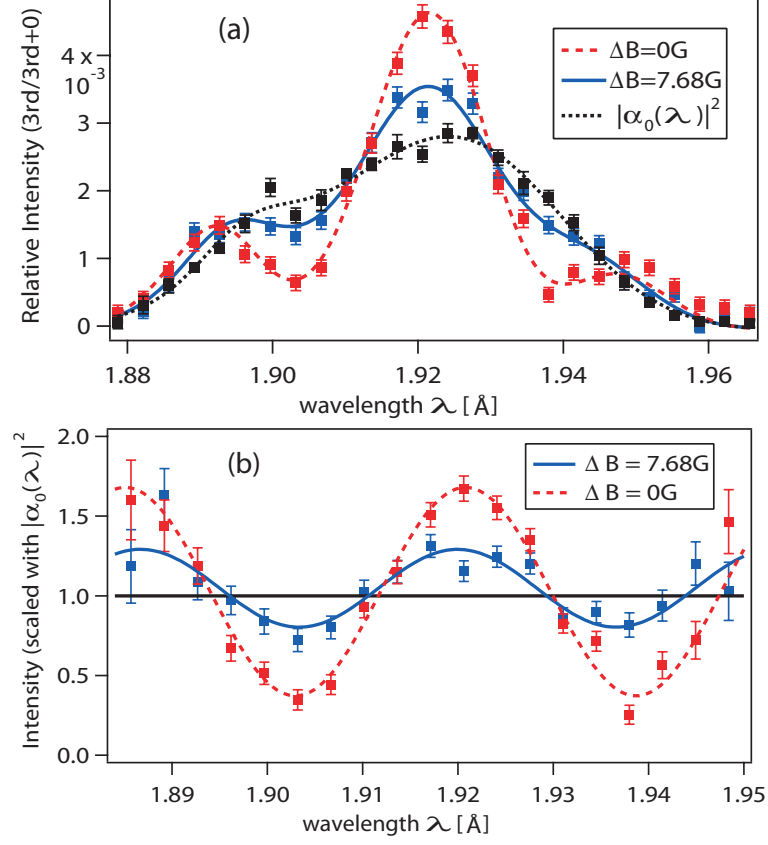 (a)
ΔB=0G
ΔB=7.68G
|α₀(λ)|²
Relative Intensity (3rd/3rd+0)
4 x
10⁻³
3
2
1
0
1.88 1.90 1.92 1.94 1.96
wavelength λ [Å]
(b)
Δ B = 7.68G
Δ B = 0G
Intensity (scaled with |α₀(λ)|²
2.0
1.5
1.0
0.5
0.0
1.89 1.90 1.91 1.92 1.93 1.94 1.95
wavelength λ [Å]